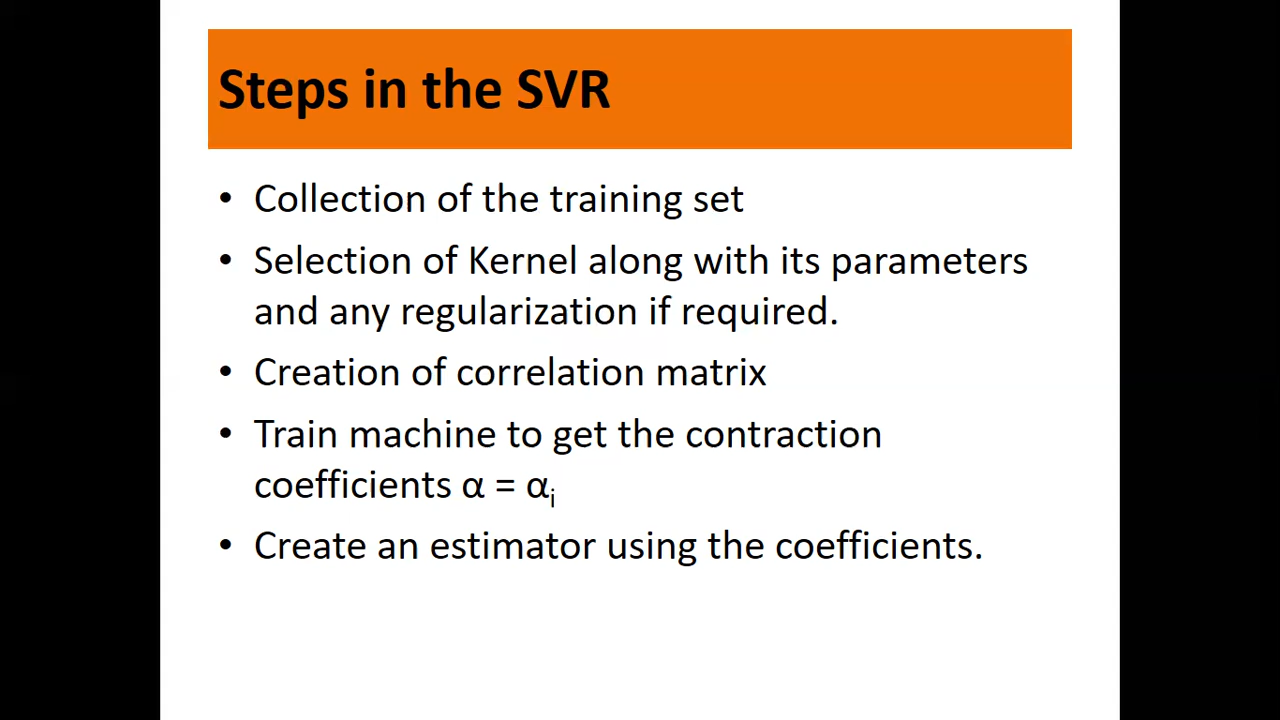 Steps in the SVR
• Collection of the training set
• Selection of Kernel along with its parameters
and any regularization if required.
• Creation of correlation matrix
• Train machine to get the contraction
coefficients α = αᵢ
• Create an estimator using the coefficients.